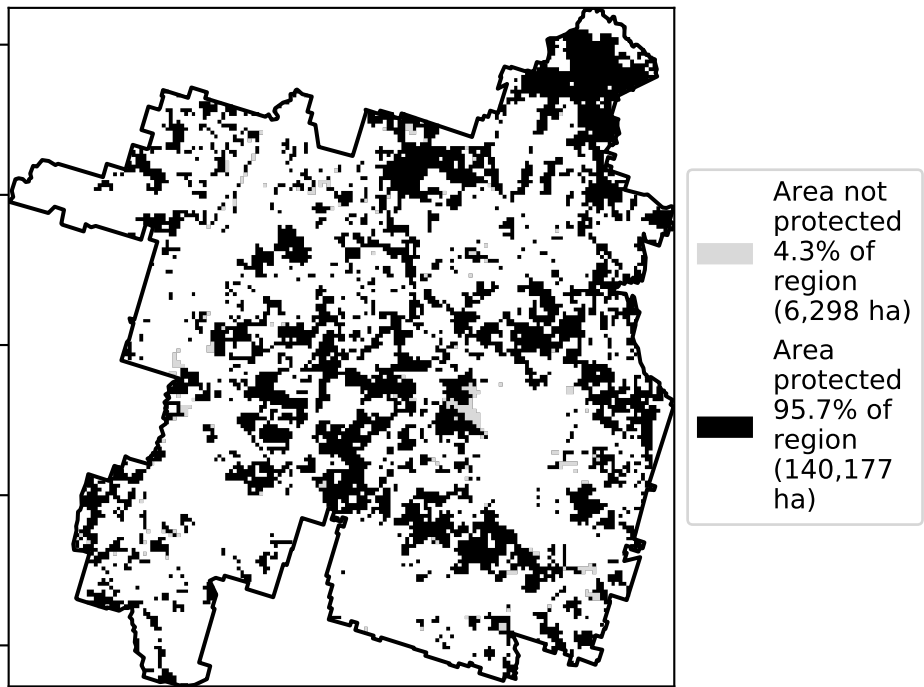 Area not
protected
4.3% of
region
(6,298 ha)
Area
protected
95.7% of
region
(140,177
ha)